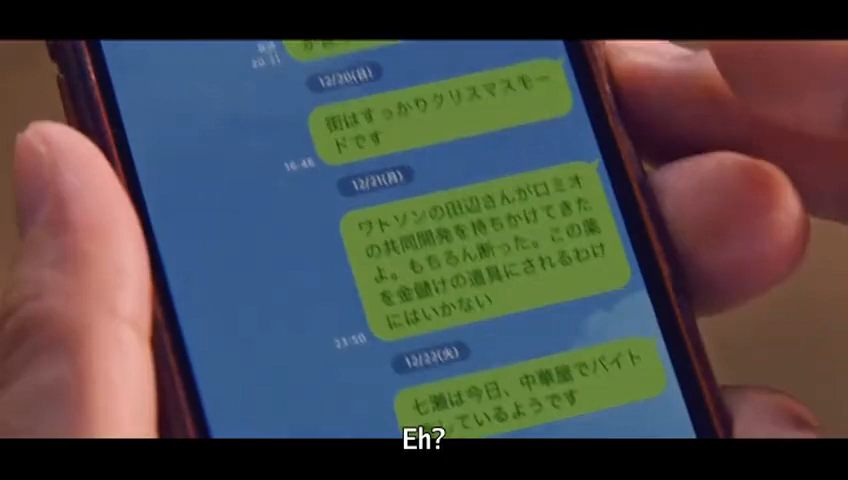 20:31
12/20(日)
街はすっかりクリスマスモー
ドです
16:48
12/21(月)
ワトソンの田辺さんがロミオ
の共同開発を持ちかけてきた
よ。もちろん断った。この薬
を金儲けの道具にされるわけ
にはいかない
23:50
12/22(火)
七瀬は今日、中華屋でバイト
っているようです
Eh?